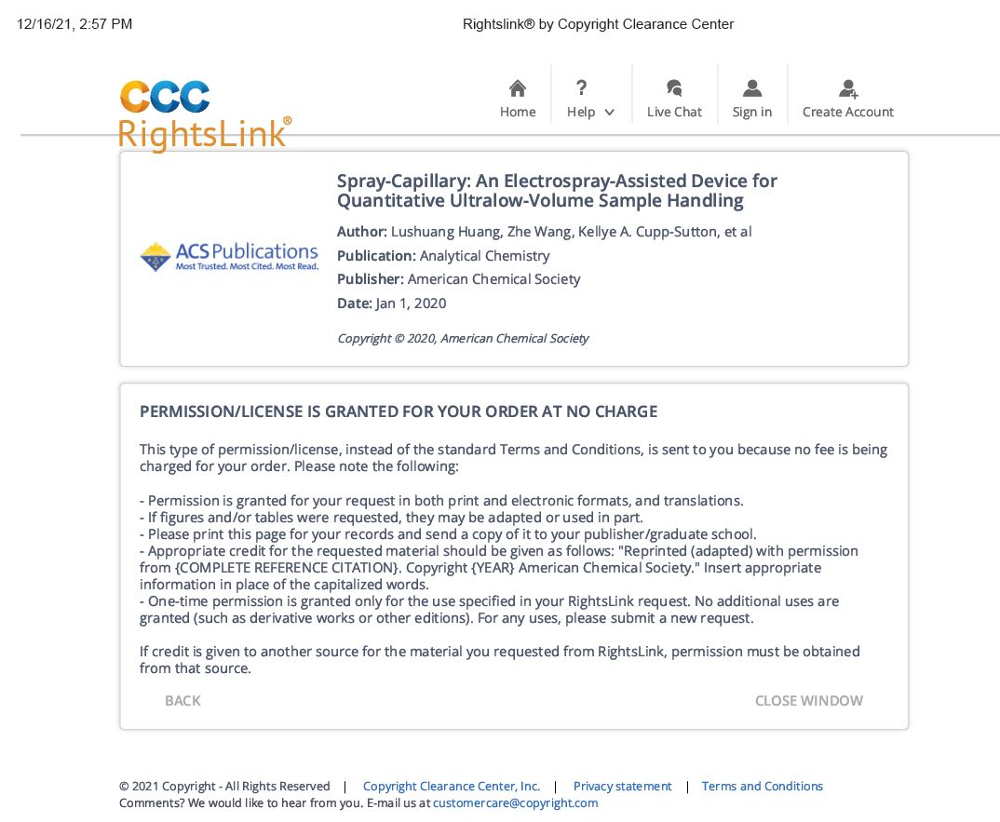 12/16/21, 2:57 PM
Rightslink® by Copyright Clearance Center
CCC
RightsLink®
Home
Help
Live Chat
Sign in
Create Account
ACS Publications
Most Trusted. Most Cited. Most Read.
Spray-Capillary: An Electrospray-Assisted Device for
Quantitative Ultralow-Volume Sample Handling
Author: Lushuang Huang, Zhe Wang, Kellye A. Cupp-Sutton, et al
Publication: Analytical Chemistry
Publisher: American Chemical Society
Date: Jan 1, 2020
Copyright © 2020, American Chemical Society
PERMISSION/LICENSE IS GRANTED FOR YOUR ORDER AT NO CHARGE
This type of permission/license, instead of the standard Terms and Conditions, is sent to you because no fee is being
charged for your order. Please note the following:
- Permission is granted for your request in both print and electronic formats, and translations.
- If figures and/or tables were requested, they may be adapted or used in part.
- Please print this page for your records and send a copy of it to your publisher/graduate school.
- Appropriate credit for the requested material should be given as follows: "Reprinted (adapted) with permission
from {COMPLETE REFERENCE CITATION}. Copyright {YEAR} American Chemical Society." Insert appropriate
information in place of the capitalized words.
- One-time permission is granted only for the use specified in your RightsLink request. No additional uses are
granted (such as derivative works or other editions). For any uses, please submit a new request.
If credit is given to another source for the material you requested from RightsLink, permission must be obtained
from that source.
BACK
CLOSE WINDOW
© 2021 Copyright - All Rights Reserved | Copyright Clearance Center, Inc. | Privacy statement | Terms and Conditions
Comments? We would like to hear from you. E-mail us at customercare@copyright.com